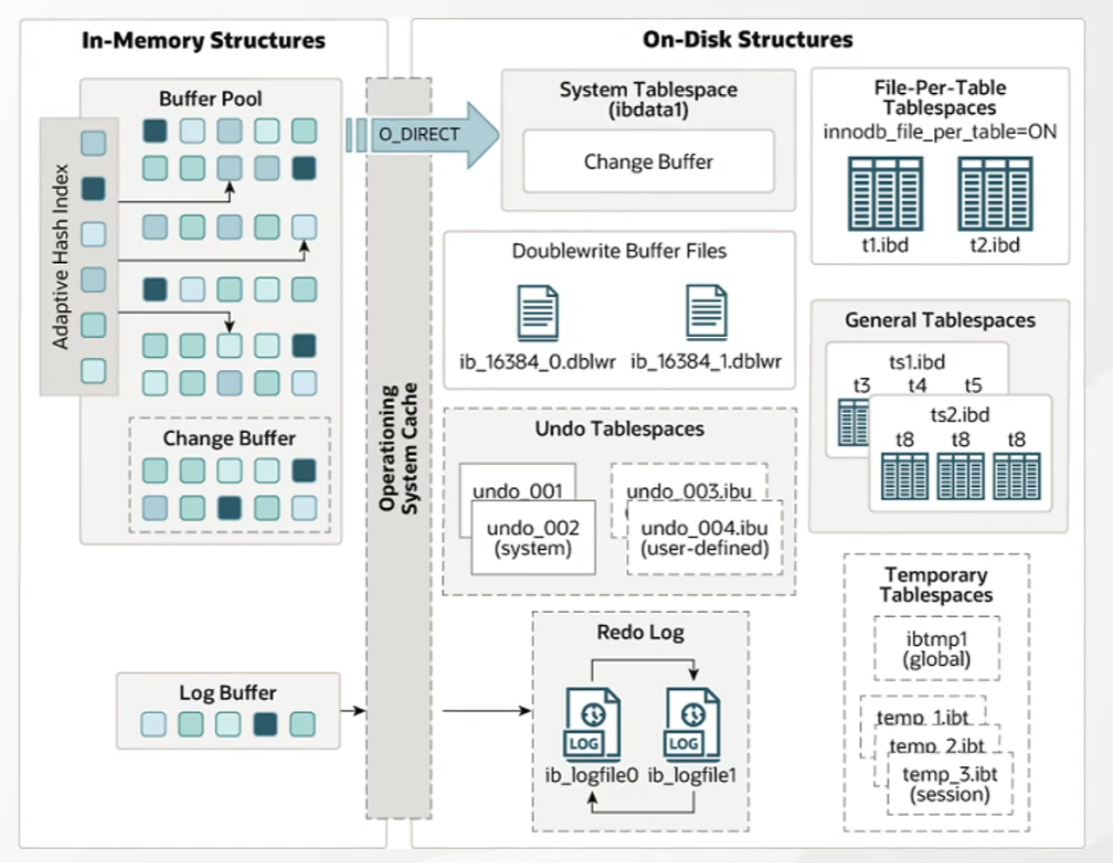 In-Memory Structures
On-Disk Structures
Buffer Pool
Adaptive Hash Index
Change Buffer
Log Buffer
Operationing
System Cache
O_DIRECT
System Tablespace
(ibdata1)
Change Buffer
File-Per-Table
Tablespaces
innodb_file_per_table=ON
t1.ibd
t2.ibd
Doublewrite Buffer Files
ib_16384_0.dblwr
ib_16384_1.dblwr
General Tablespaces
ts1.ibd
t3 t4 t5
ts2.ibd
t8 t8 t8
Undo Tablespaces
undo_001
undo_002
(system)
undo_003.ibu
undo_004.ibu
(user-defined)
Temporary
Tablespaces
ibtmp1
(global)
temp_1.ibt
temp_2.ibt
temp_3.ibt
(session)
Redo Log
LOG
LOG
ib_logfile0
ib_logfile1